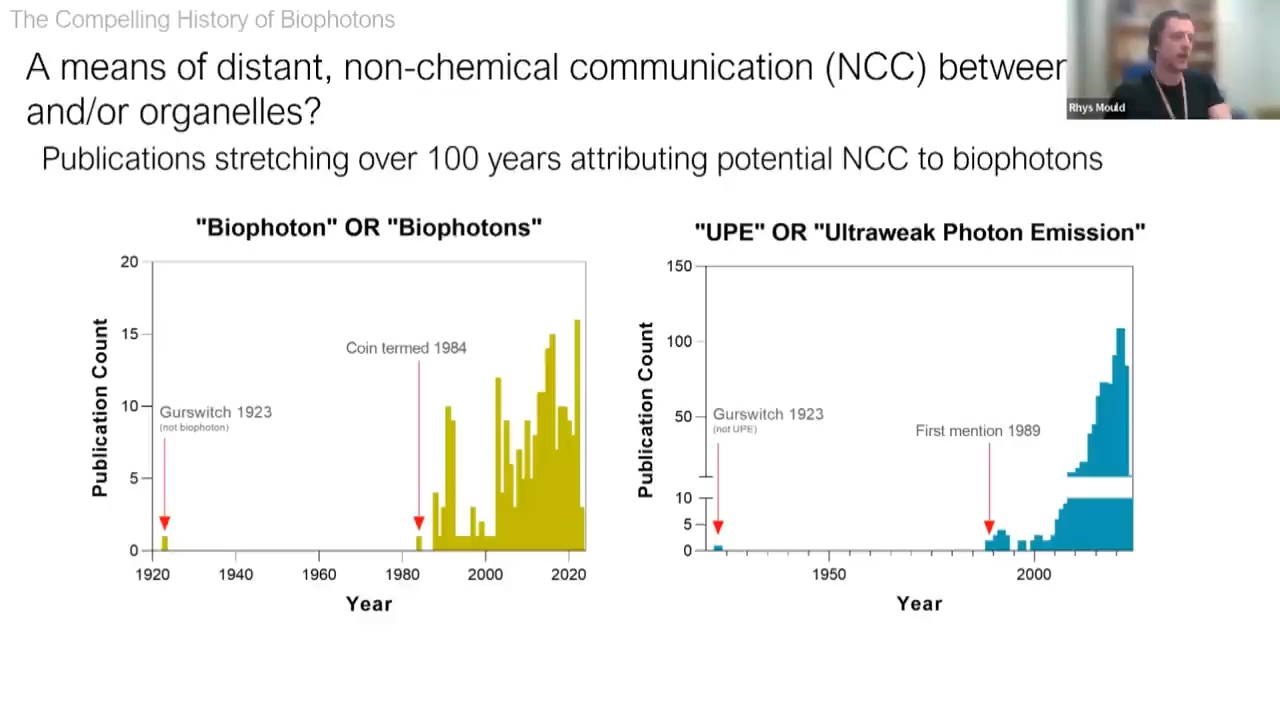 The Compelling History of Biophotons
A means of distant, non-chemical communication (NCC) between
and/or organelles?
Rhys Mould
Publications stretching over 100 years attributing potential NCC to biophotons
"Biophoton" OR "Biophotons"
20
15
10
5
0
Publication Count
Coin termed 1984
Gurswitch 1923
(not biophoton)
1920 1940 1960 1980 2000 2020
Year
"UPE" OR "Ultraweak Photon Emission"
150
100
50
10
5
0
Publication Count
Gurswitch 1923
(not UPE)
First mention 1989
1950 2000
Year